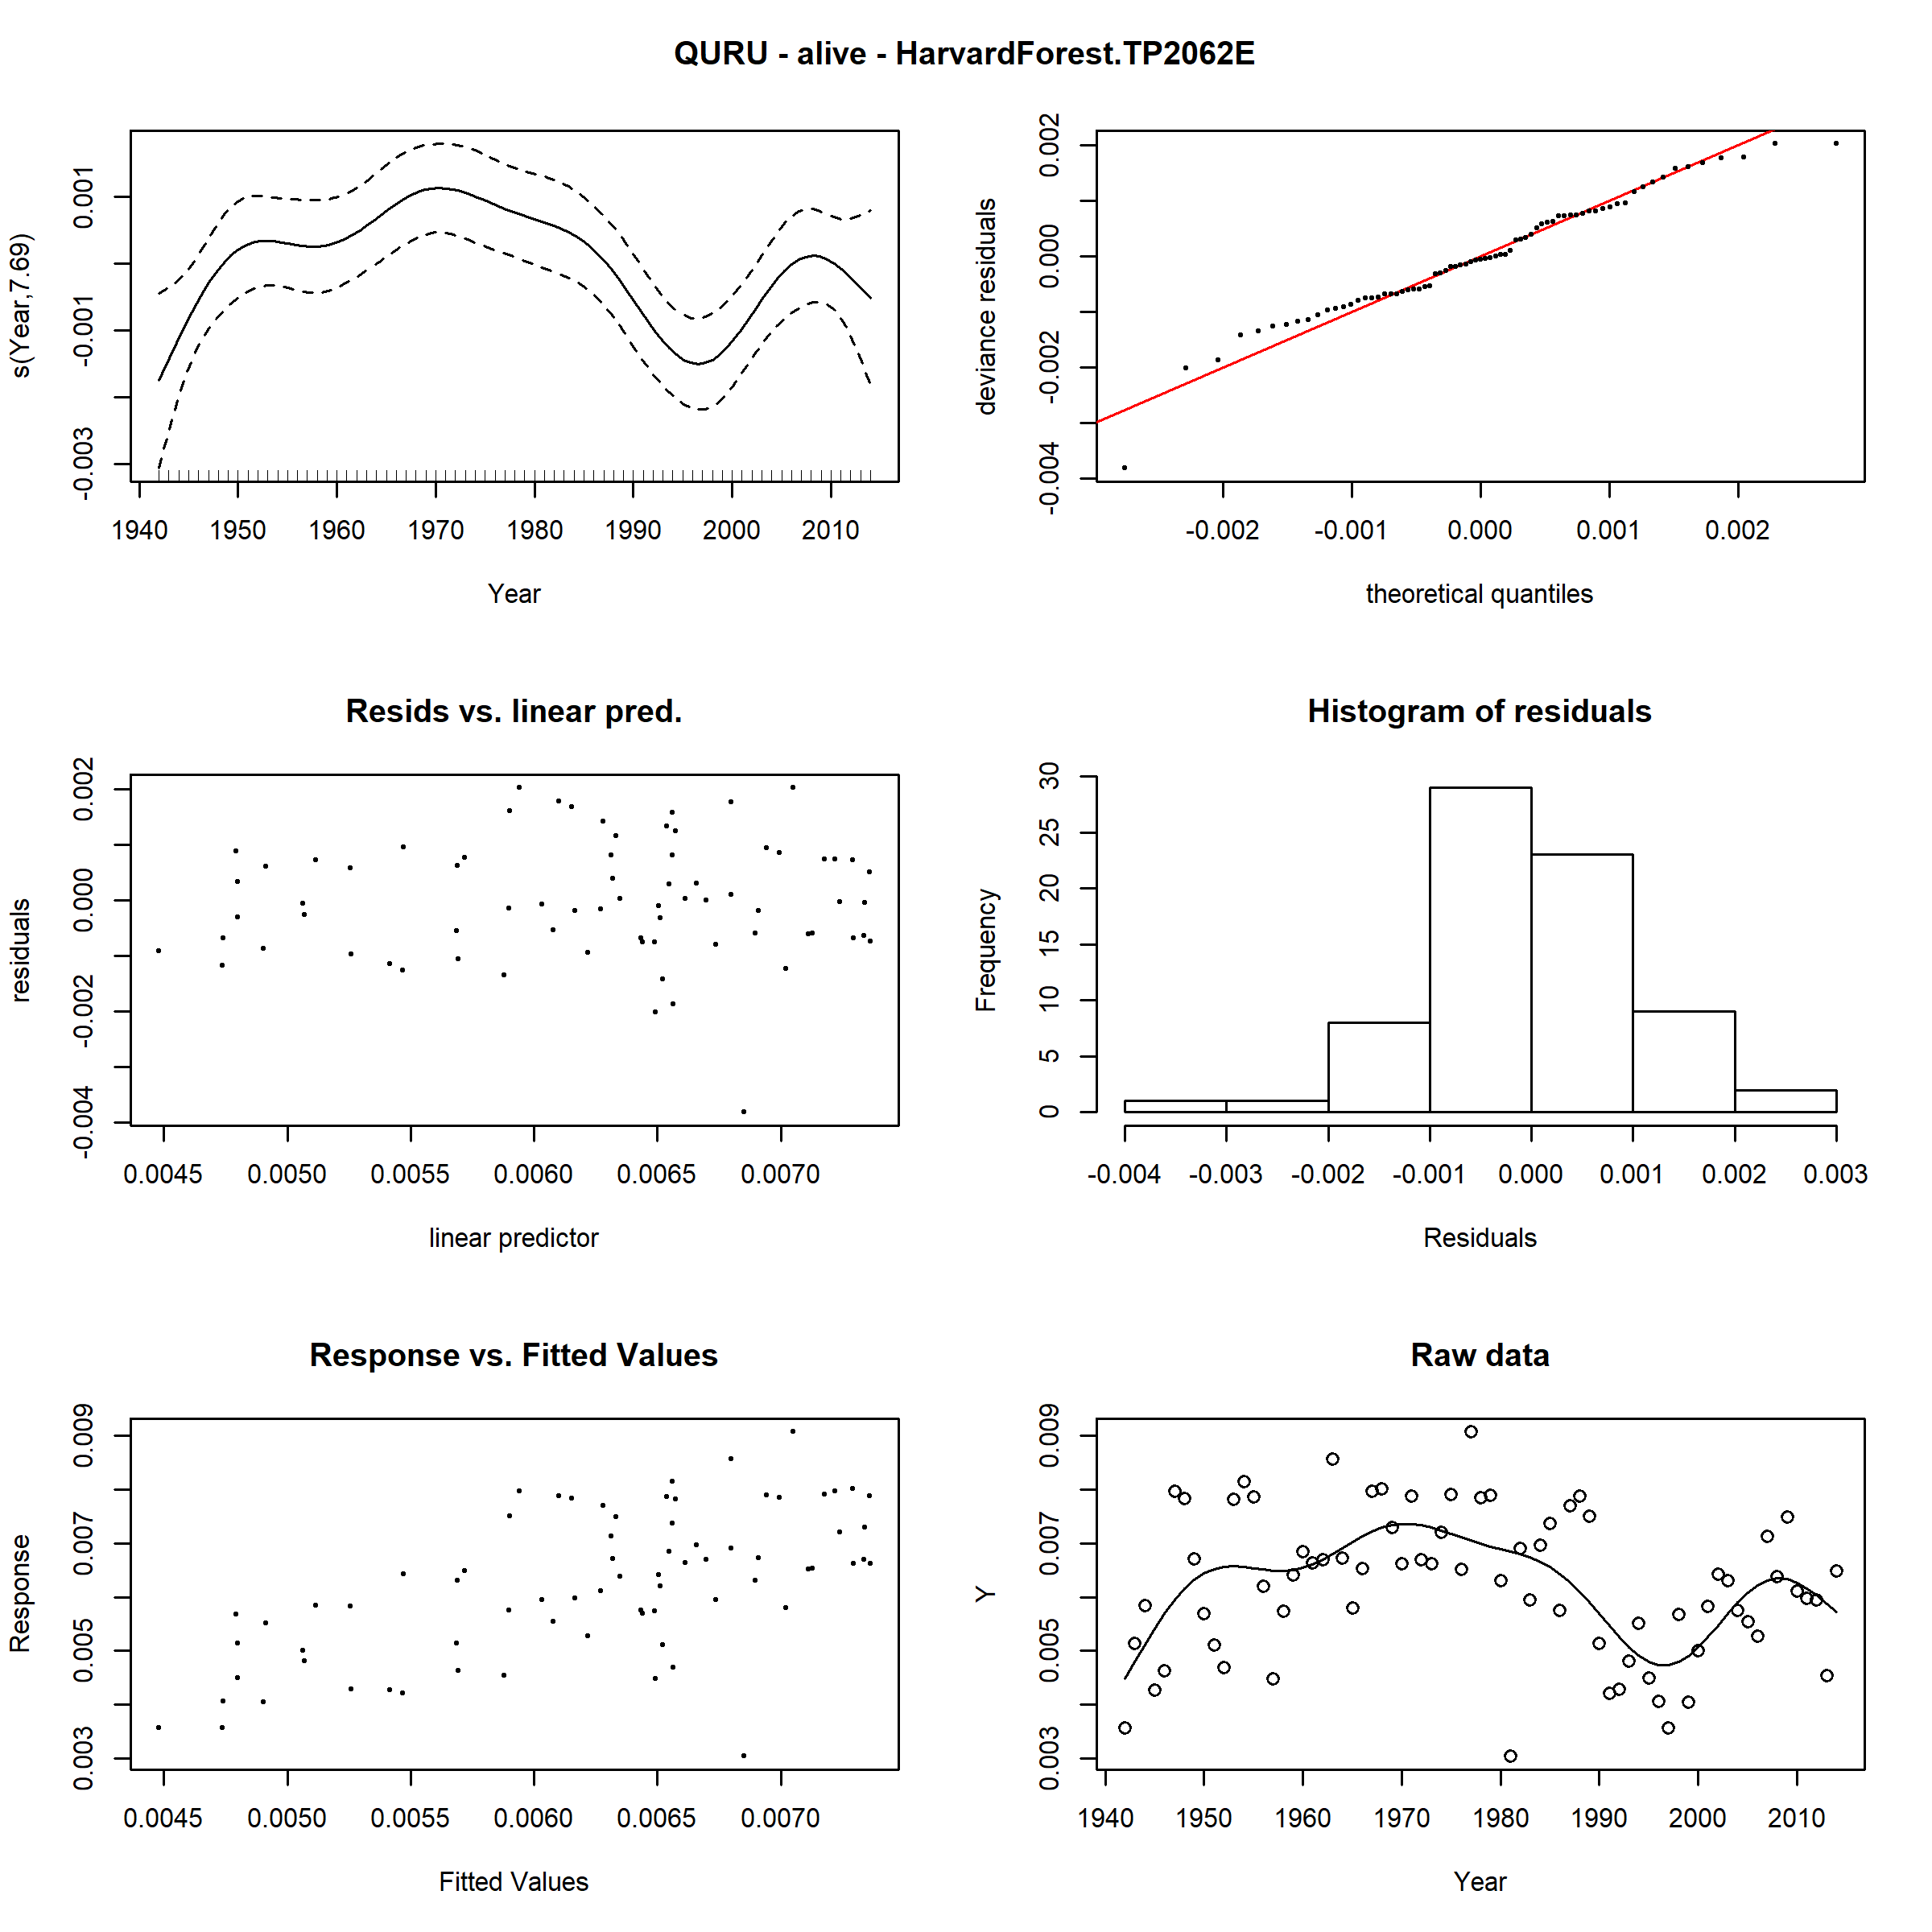 QURU - alive - HarvardForest.TP2062E
s(Year,7.69)
0.001
-0.001
-0.003
1940 1950 1960 1970 1980 1990 2000 2010
Year
deviance residuals
0.002
0.000
-0.002
-0.004
-0.002 -0.001 0.000 0.001 0.002
theoretical quantiles
Resids vs. linear pred.
residuals
0.002
0.000
-0.002
-0.004
0.0045 0.0050 0.0055 0.0060 0.0065 0.0070
linear predictor
Histogram of residuals
Frequency
30
25
20
15
10
5
0
-0.004 -0.003 -0.002 -0.001 0.000 0.001 0.002 0.003
Residuals
Response vs. Fitted Values
Response
0.009
0.007
0.005
0.003
0.0045 0.0050 0.0055 0.0060 0.0065 0.0070
Fitted Values
Raw data
Y
0.009
0.007
0.005
0.003
1940 1950 1960 1970 1980 1990 2000 2010
Year